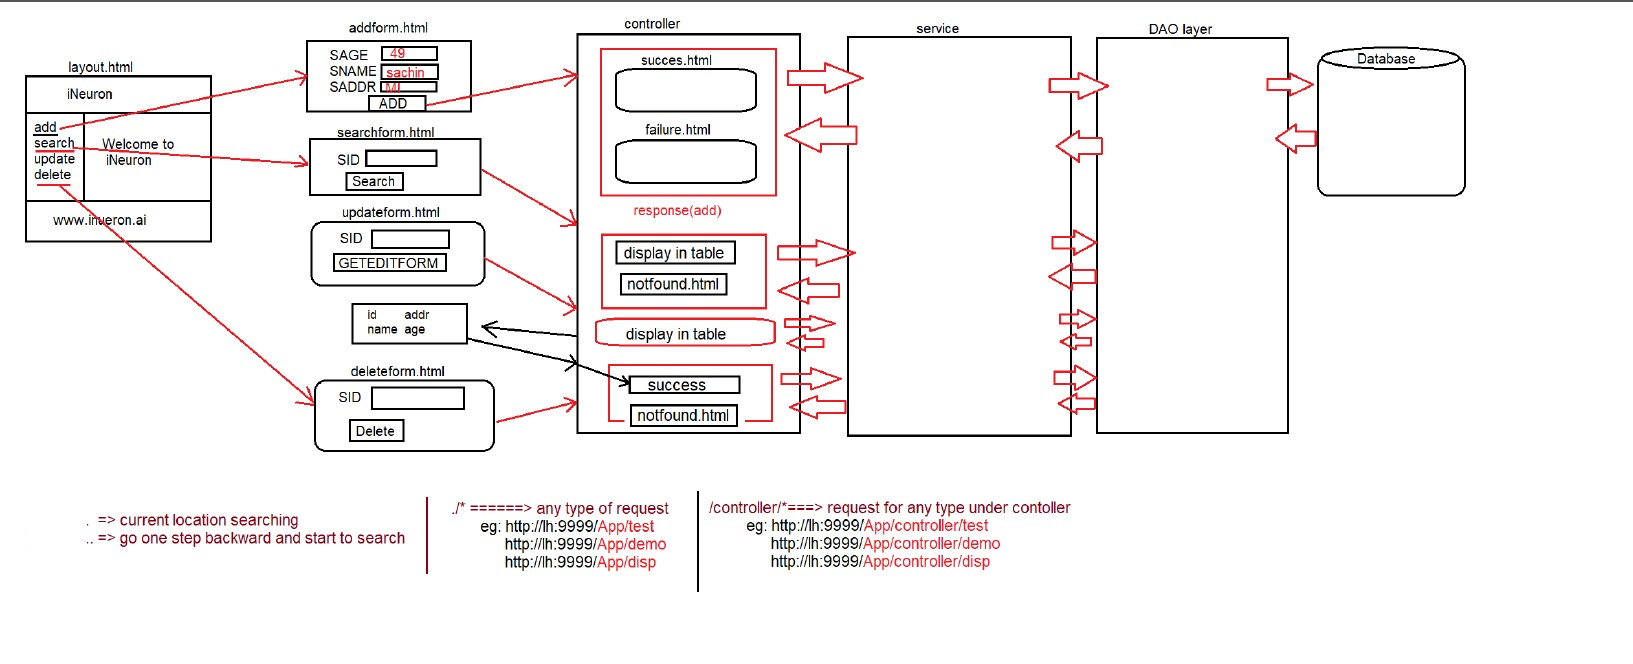 layout.html
iNeuron
add
search
update
delete
Welcome to
iNeuron
www.inueron.ai
addform.html
SAGE 49
SNAME sachin
SADDR MI
ADD
searchform.html
SID
Search
updateform.html
SID
GETEDITFORM
id addr
name age
deleteform.html
SID
Delete
controller
succes.html
failure.html
response(add)
display in table
notfound.html
display in table
success
notfound.html
service
DAO layer
Database
. => current location searching
.. => go one step backward and start to search
./* ======> any type of request
eg: http://lh:9999/App/test
http://lh:9999/App/demo
http://lh:9999/App/disp
/controller/*===> request for any type under contoller
eg: http://lh:9999/App/controller/test
http://lh:9999/App/controller/demo
http://lh:9999/App/controller/disp